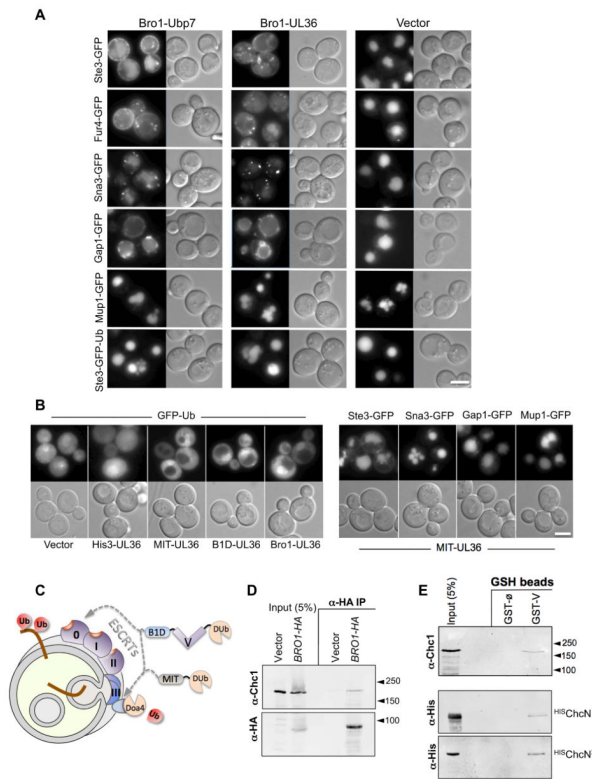 A
Bro1-Ubp7 Bro1-UL36 Vector
Ste3-GFP
Fur4-GFP
Sna3-GFP
Gap1-GFP
Mup1-GFP
Ste3-GFP-Ub
B
GFP-Ub
Ste3-GFP Sna3-GFP Gap1-GFP Mup1-GFP
Vector His3-UL36 MIT-UL36 B1D-UL36 Bro1-UL36
MIT-UL36
C
Ub Ub
0
I
II
III
ESCRTs
B1D V DUb
MIT DUb
Doa4
Ub
D
Input (5%) α-HA IP
Vector BRO1-HA Vector BRO1-HA
α-Chc1
250
150
α-HA
100
E
GSH beads
Input (5%) GST-ø GST-V
α-Chc1
250
150
100
α-His
HISChcN
α-His
HISChcN